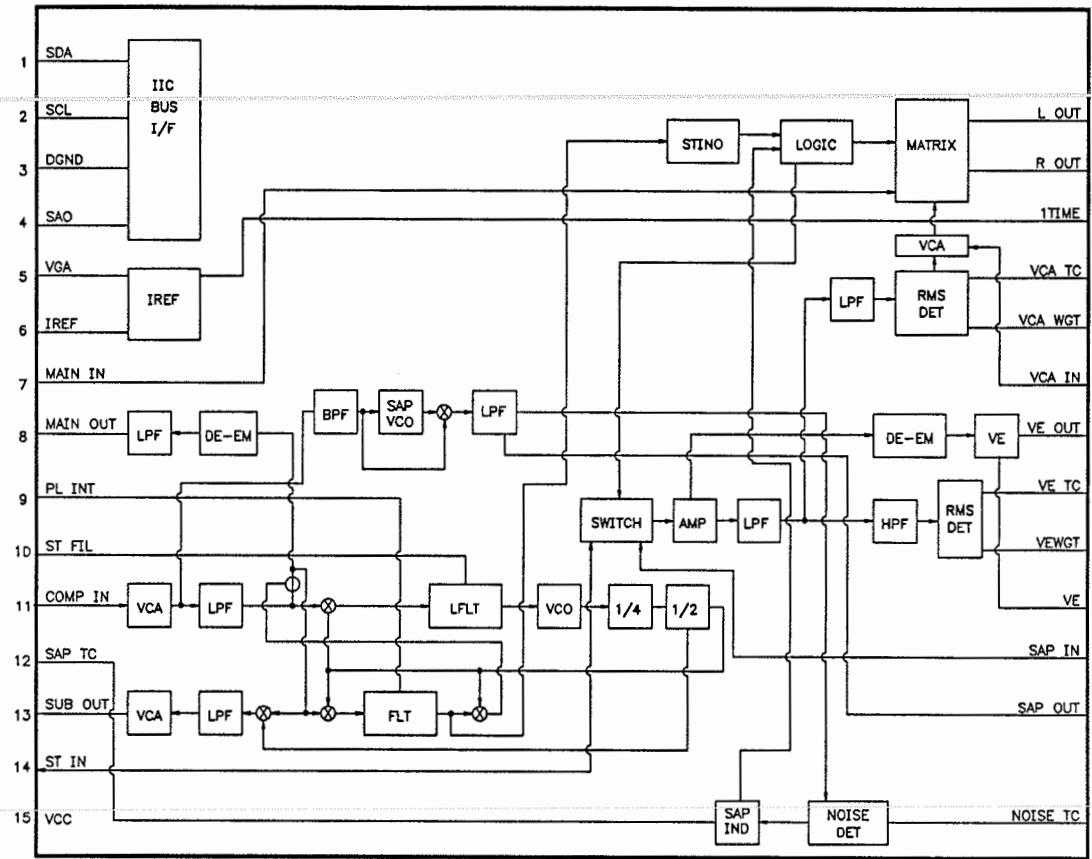 1 SDA
IIC
BUS
I/F
2 SCL
3 DGND
4 SAO
5 VGA
IREF
6 IREF
7 MAIN IN
8 MAIN OUT
LPF
DE-EM
BPF
SAP
VCO
LPF
9 PL INT
10 ST FIL
11 COMP IN
VCA
LPF
LFLT
VCO
1/4
1/2
12 SAP TC
13 SUB OUT
VCA
LPF
FLT
14 ST IN
15 VCC
STINO
LOGIC
MATRIX
L OUT
R OUT
1TIME
VCA
LPF
RMS
DET
VCA TC
VCA WGT
VCA IN
DE-EM
VE
VE OUT
SWITCH
AMP
LPF
HPF
RMS
DET
VE TC
VEWGT
VE
SAP IN
SAP OUT
SAP
IND
NOISE
DET
NOISE TC